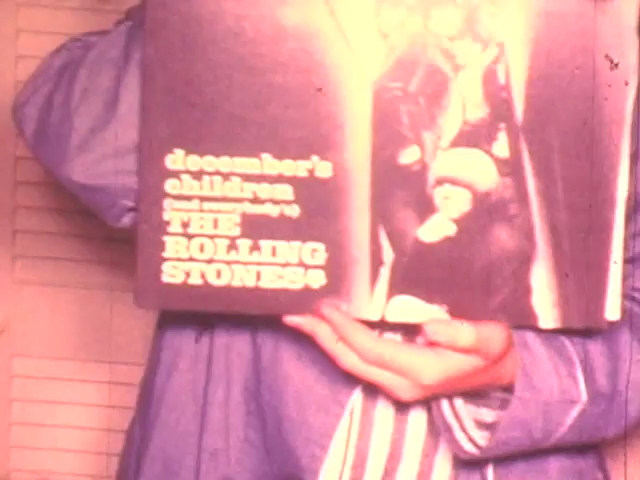 december's
children
(and everybody's)
THE
ROLLING
STONES